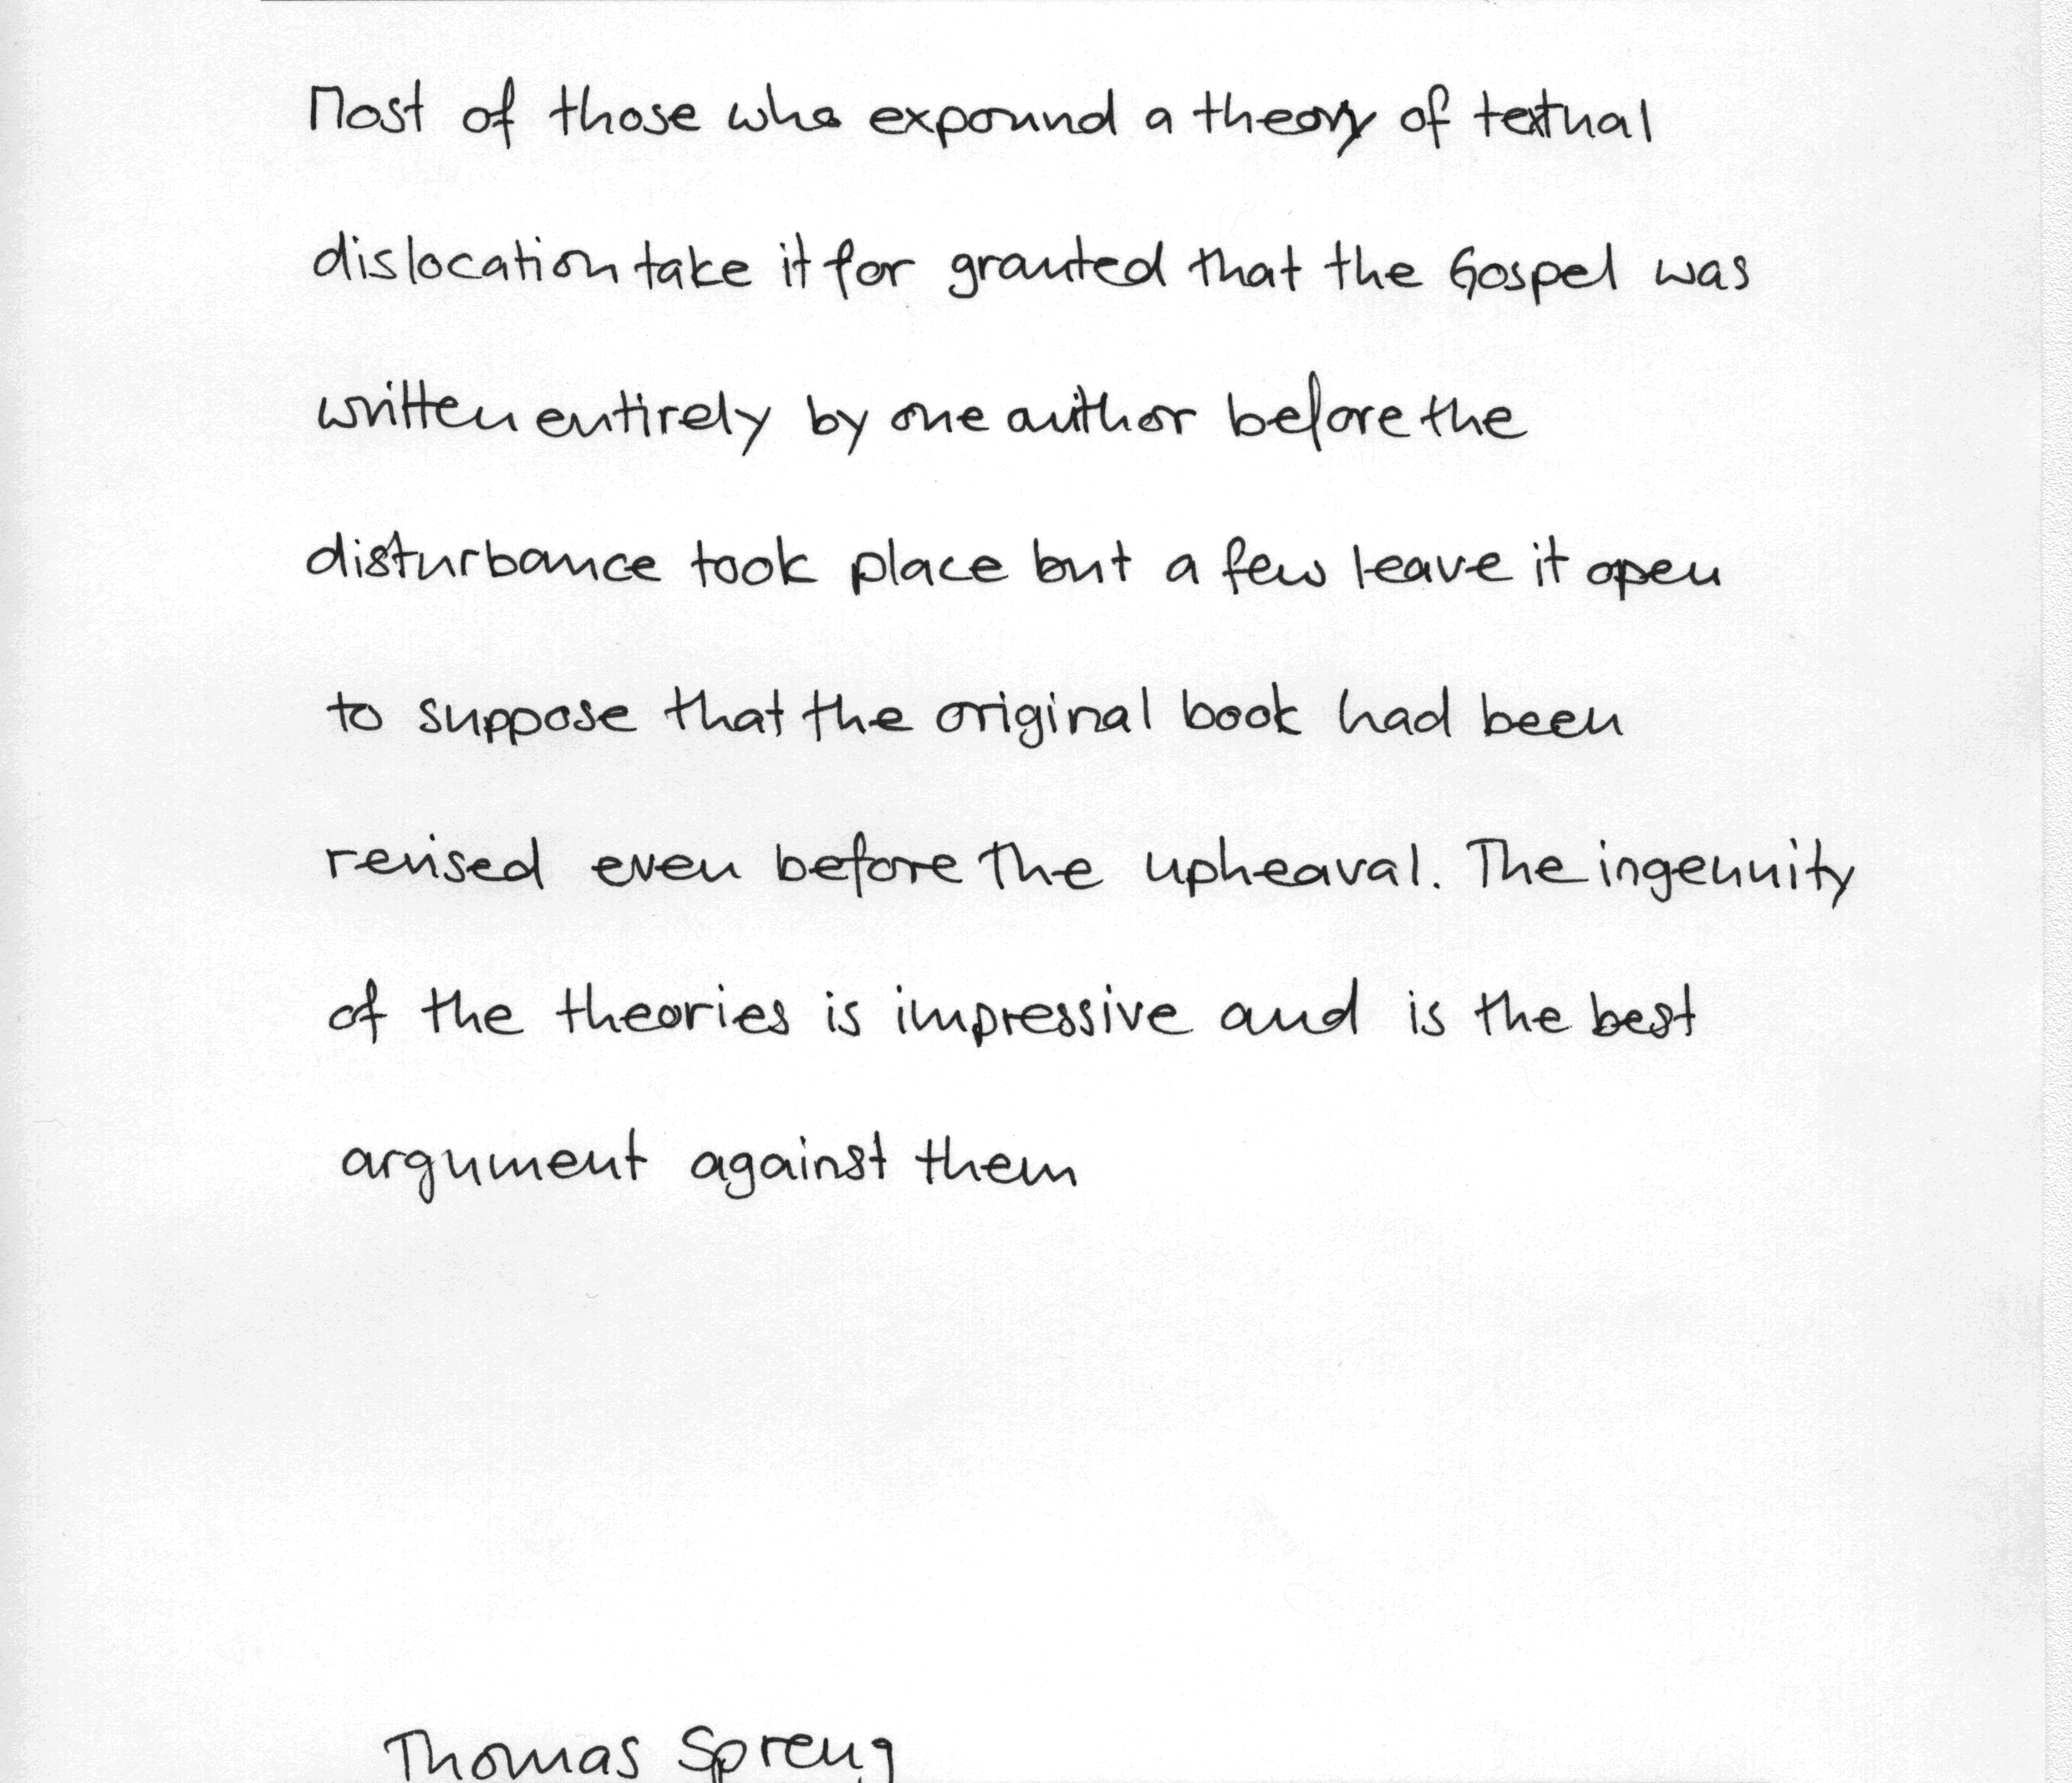 Most of those who expound a theory of textual
dislocation take it for granted that the Gospel was
written entirely by one author before the
disturbance took place but a few leave it open
to suppose that the original book had been
revised even before the upheaval. The ingenuity
of the theories is impressive and is the best
argument against them
Thomas Spreng